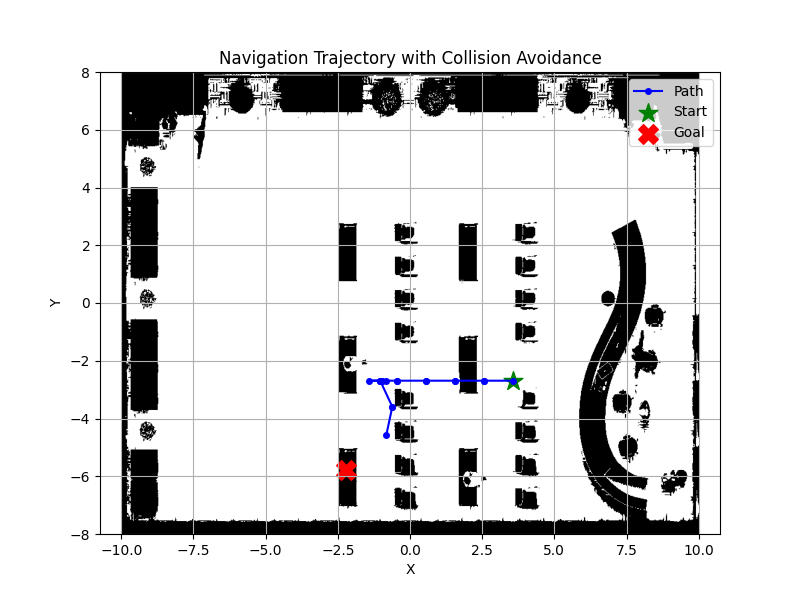 Navigation Trajectory with Collision Avoidance
Path
Start
Goal
Y
8
6
4
2
0
−2
−4
−6
−8
−10.0 −7.5 −5.0 −2.5 0.0 2.5 5.0 7.5 10.0
X